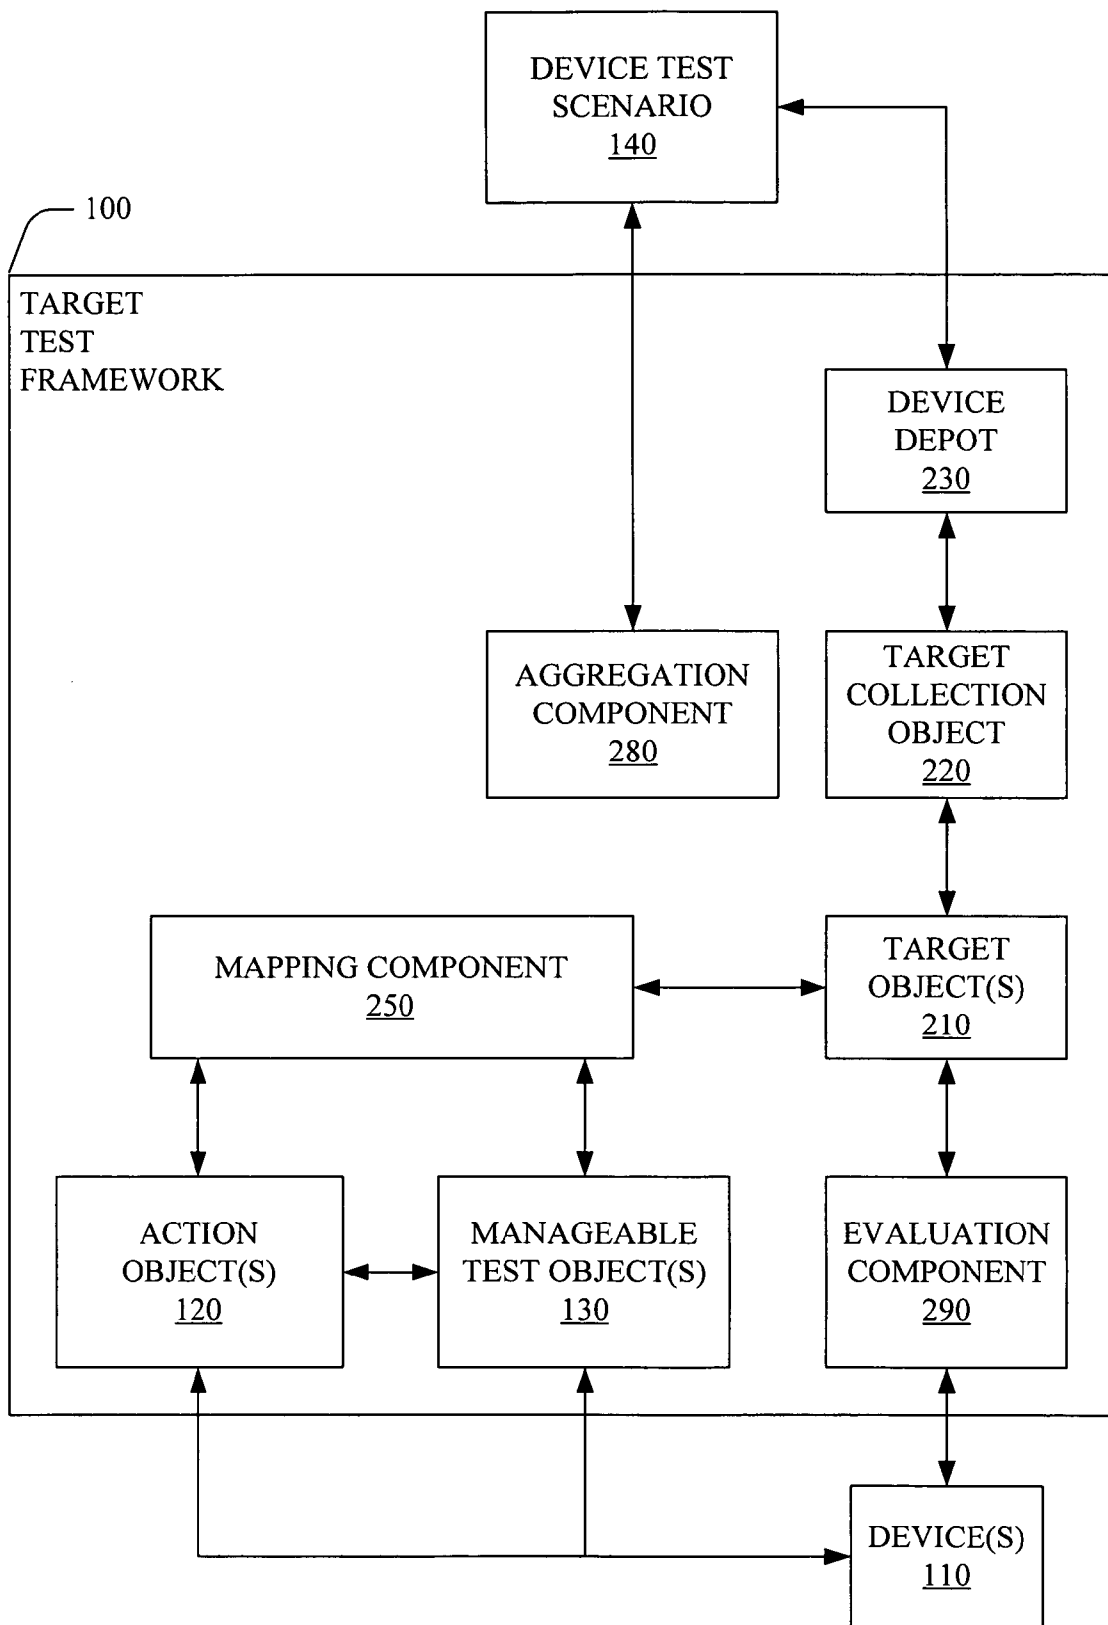 DEVICE TEST
SCENARIO
140
100
TARGET
TEST
FRAMEWORK
DEVICE
DEPOT
230
AGGREGATION
COMPONENT
280
TARGET
COLLECTION
OBJECT
220
MAPPING COMPONENT
250
TARGET
OBJECT(S)
210
ACTION
OBJECT(S)
120
MANAGEABLE
TEST OBJECT(S)
130
EVALUATION
COMPONENT
290
DEVICE(S)
110